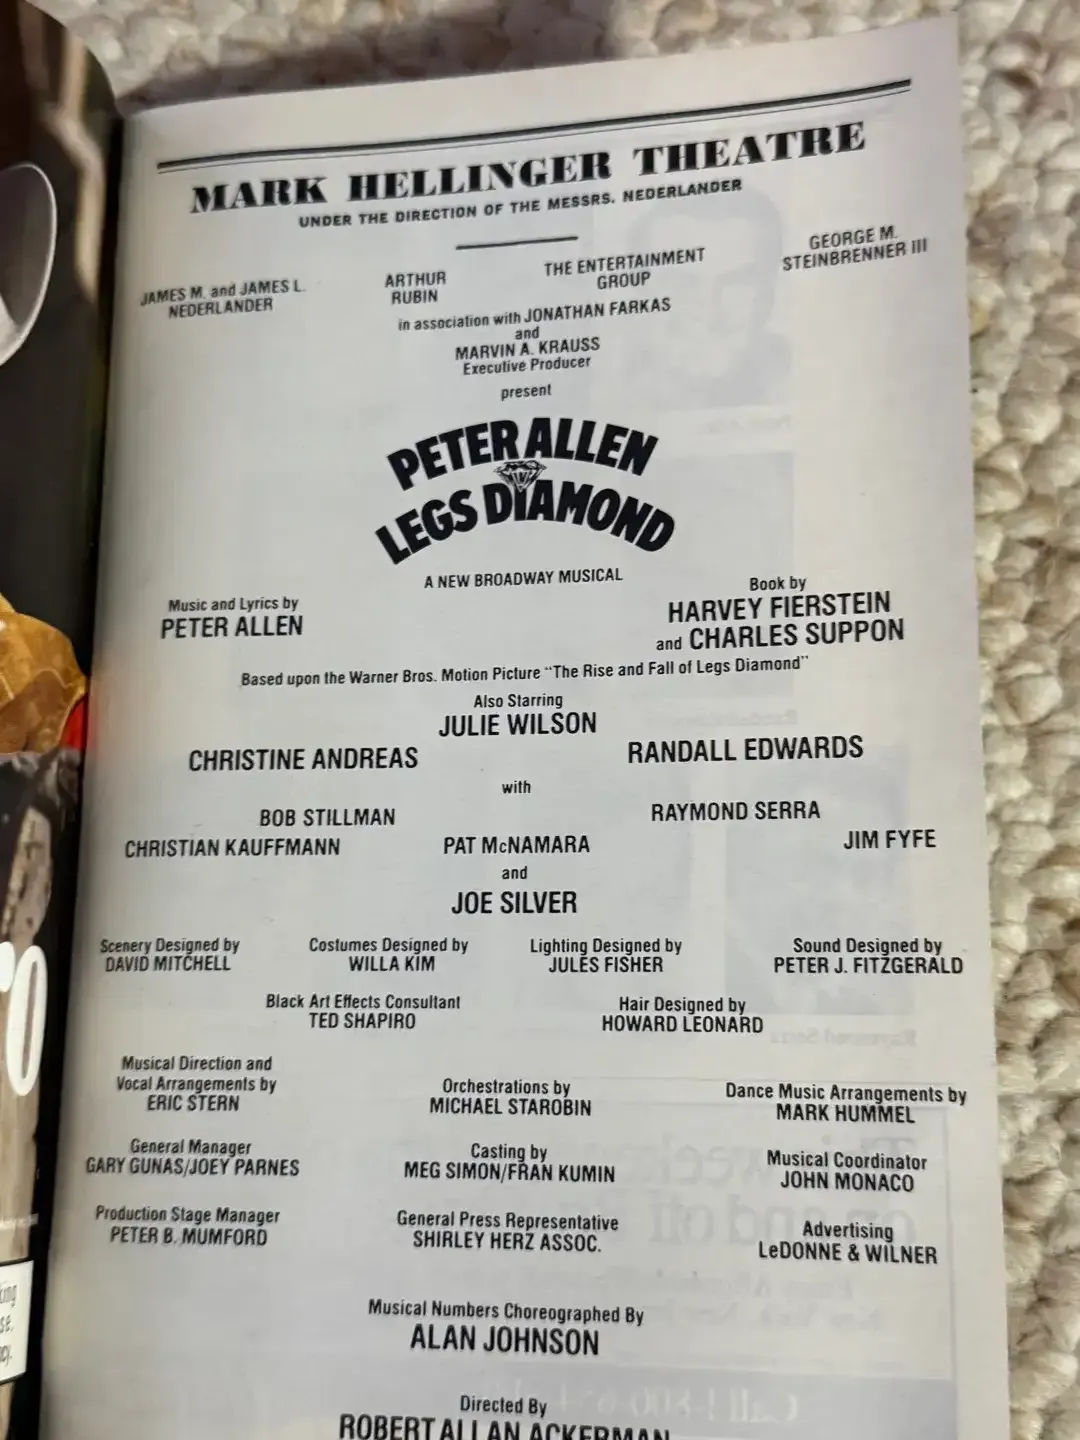 MARK HELLINGER THEATRE
UNDER THE DIRECTION OF THE MESSRS. NEDERLANDER
JAMES M. and JAMES L.
NEDERLANDER
ARTHUR
RUBIN
THE ENTERTAINMENT
GROUP
GEORGE M.
STEINBRENNER III
in association with JONATHAN FARKAS
and
MARVIN A. KRAUSS
Executive Producer
present
PETER ALLEN
LEGS DIAMOND
A NEW BROADWAY MUSICAL
Music and Lyrics by
PETER ALLEN
Book by
HARVEY FIERSTEIN
and CHARLES SUPPON
Based upon the Warner Bros. Motion Picture "The Rise and Fall of Legs Diamond"
Also Starring
JULIE WILSON
CHRISTINE ANDREAS
RANDALL EDWARDS
with
BOB STILLMAN
RAYMOND SERRA
CHRISTIAN KAUFFMANN
PAT McNAMARA
JIM FYFE
and
JOE SILVER
Scenery Designed by
DAVID MITCHELL
Costumes Designed by
WILLA KIM
Lighting Designed by
JULES FISHER
Sound Designed by
PETER J. FITZGERALD
Black Art Effects Consultant
TED SHAPIRO
Hair Designed by
HOWARD LEONARD
Musical Direction and
Vocal Arrangements by
ERIC STERN
Orchestrations by
MICHAEL STAROBIN
Dance Music Arrangements by
MARK HUMMEL
General Manager
GARY GUNAS/JOEY PARNES
Casting by
MEG SIMON/FRAN KUMIN
Musical Coordinator
JOHN MONACO
Production Stage Manager
PETER B. MUMFORD
General Press Representative
SHIRLEY HERZ ASSOC.
Advertising
LeDONNE & WILNER
Musical Numbers Choreographed By
ALAN JOHNSON
Directed By
ROBERT ALLAN ACKERMAN